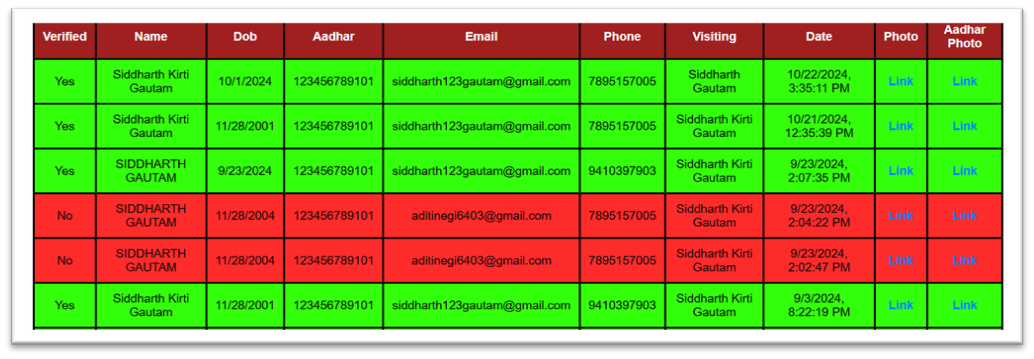 Verified Name Dob Aadhar Email Phone Visiting Date Photo Aadhar Photo
Yes Siddharth Kirti Gautam 10/1/2024 123456789101 siddharth123gautam@gmail.com 7895157005 Siddharth Gautam 10/22/2024, 3:35:11 PM Link Link
Yes Siddharth Kirti Gautam 11/28/2001 123456789101 siddharth123gautam@gmail.com 7895157005 Siddharth Kirti Gautam 10/21/2024, 12:35:39 PM Link Link
Yes SIDDHARTH GAUTAM 9/23/2024 123456789101 siddharth123gautam@gmail.com 9410397903 Siddharth Kirti Gautam 9/23/2024, 2:07:35 PM Link Link
No SIDDHARTH GAUTAM 11/28/2004 123456789101 aditinegi6403@gmail.com 7895157005 Siddharth Kirti Gautam 9/23/2024, 2:04:22 PM Link Link
No SIDDHARTH GAUTAM 11/28/2004 123456789101 aditinegi6403@gmail.com 7895157005 Siddharth Kirti Gautam 9/23/2024, 2:02:47 PM Link Link
Yes Siddharth Kirti Gautam 11/28/2001 123456789101 siddharth123gautam@gmail.com 9410397903 Siddharth Kirti Gautam 9/3/2024, 8:22:19 PM Link Link